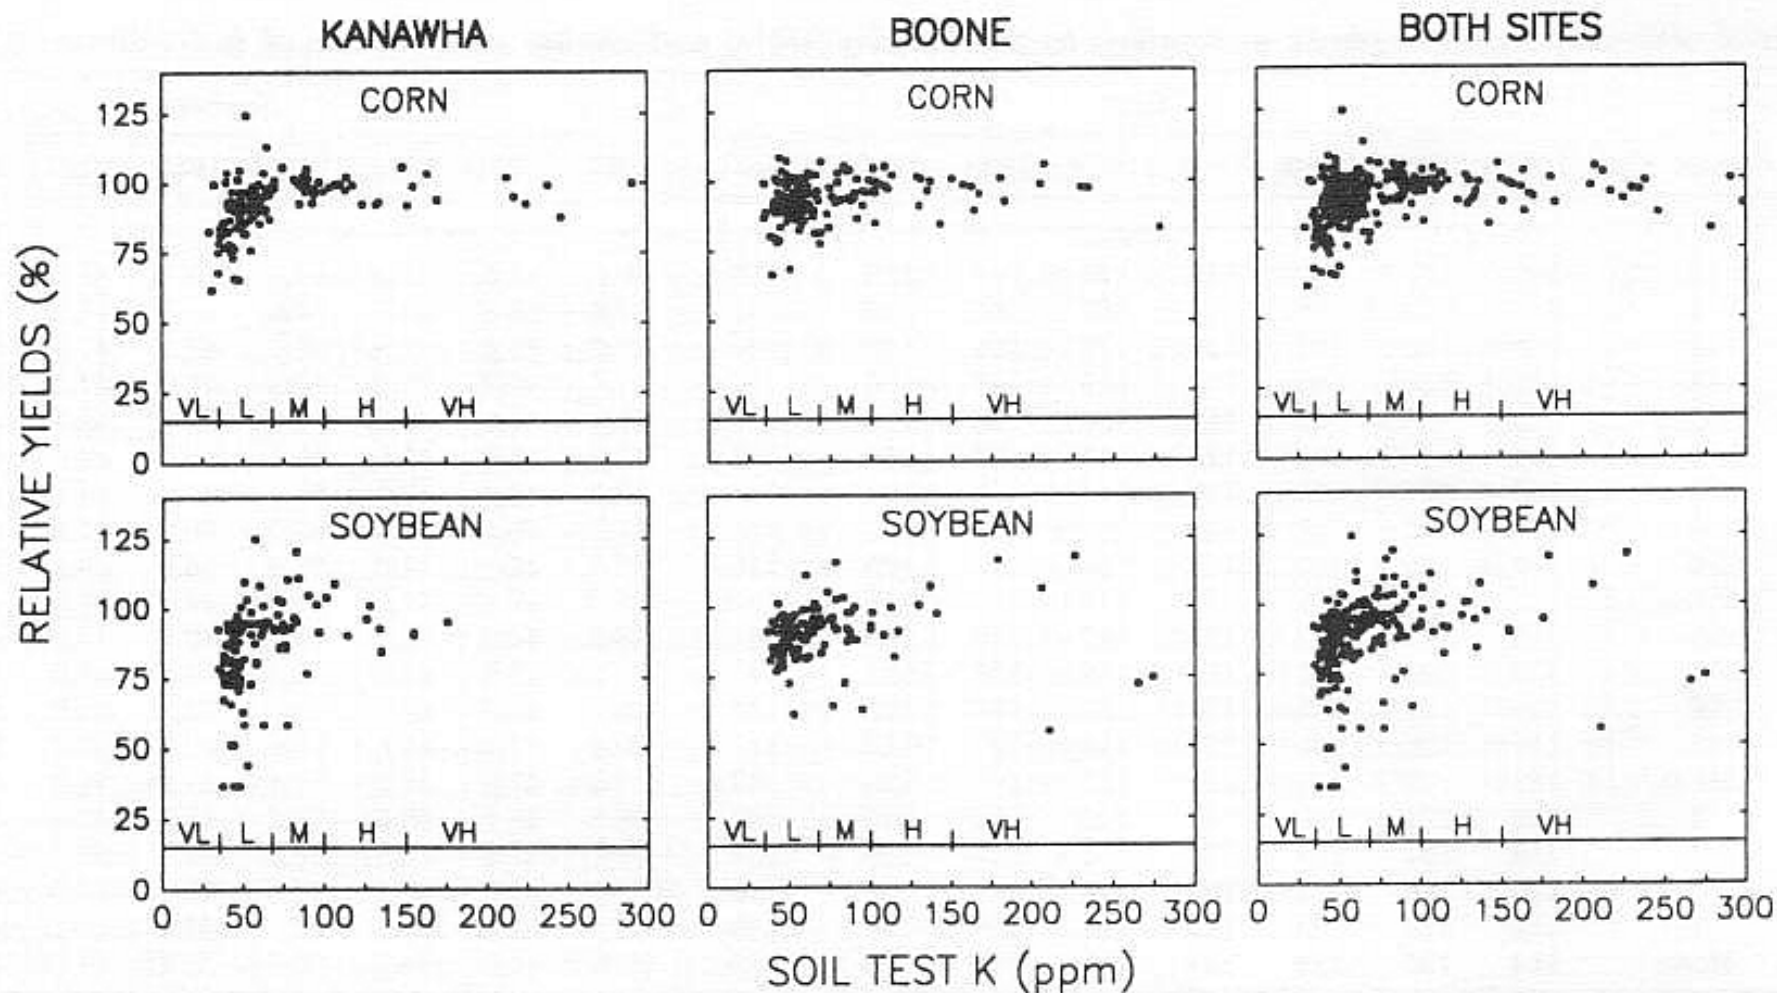 KANAWHA
BOONE
BOTH SITES
RELATIVE YIELDS (%)
CORN
125
100
75
50
25
0
VL L M H VH
CORN
VL L M H VH
CORN
VL L M H VH
SOYBEAN
125
100
75
50
25
0
VL L M H VH
0 50 100 150 200 250 300
SOYBEAN
VL L M H VH
0 50 100 150 200 250 300
SOYBEAN
VL L M H VH
0 50 100 150 200 250 300
SOIL TEST K (ppm)